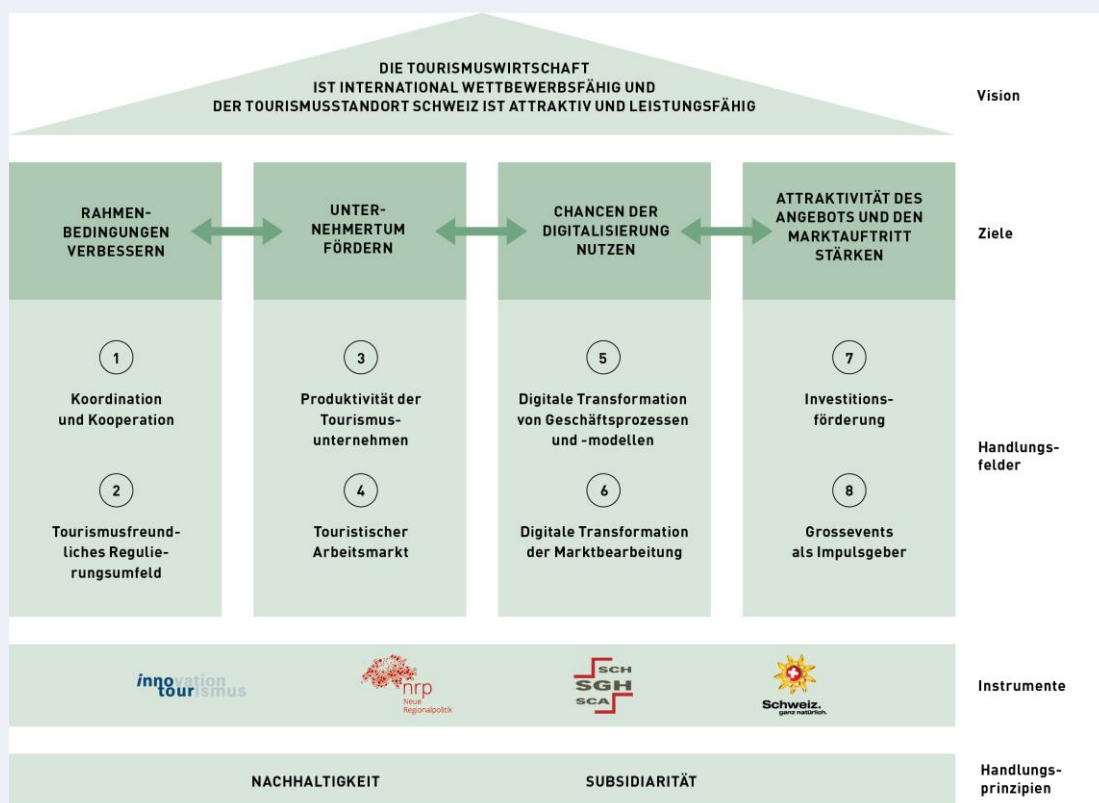 DIE TOURISMUSWIRTSCHAFT
IST INTERNATIONAL WETTBEWERBSFÄHIG UND
DER TOURISMUSSTANDORT SCHWEIZ IST ATTRAKTIV UND LEISTUNGSFÄHIG
Vision
RAHMEN-
BEDINGUNGEN
VERBESSERN
UNTER-
NEHMERTUM
FÖRDERN
CHANCEN DER
DIGITALISIERUNG
NUTZEN
ATTRAKTIVITÄT DES
ANGEBOTS UND DEN
MARKTAUFTRITT
STÄRKEN
Ziele
1
Koordination
und Kooperation
2
Tourismusfreund-
liches Regulie-
rungsumfeld
3
Produktivität der
Tourismus-
unternehmen
4
Touristischer
Arbeitsmarkt
5
Digitale Transformation
von Geschäftsprozessen
und -modellen
6
Digitale Transformation
der Marktbearbeitung
7
Investitions-
förderung
8
Grossevents
als Impulsgeber
Handlungs-
felder
innovation
tourismus
nrp
Neue
Regionalpolitik
SCH
SGH
SCA
Schweiz.
ganz natürlich.
Instrumente
NACHHALTIGKEIT
SUBSIDIARITÄT
Handlungs-
prinzipien